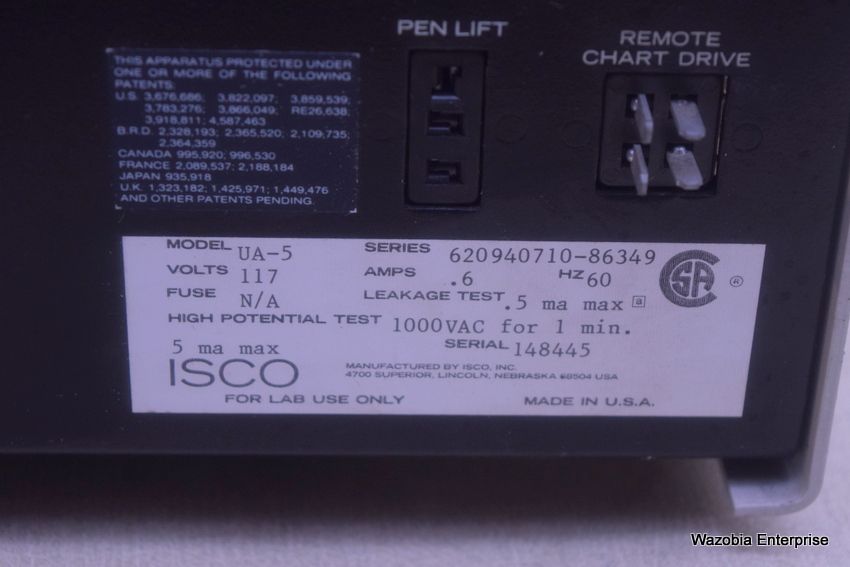 PEN LIFT
REMOTE
CHART DRIVE
THIS APPARATUS PROTECTED UNDER
ONE OR MORE OF THE FOLLOWING
PATENTS:
U.S. 3,676,686; 3,822,097; 3,859,539;
3,783,276; 3,866,049; RE26,638;
3,918,811; 4,587,463
B.R.D. 2,328,193; 2,365,520; 2,109,735;
2,364,359
CANADA 995,920; 996,530
FRANCE 2,089,537; 2,188,184
JAPAN 935,918
U.K. 1,323,182; 1,425,971; 1,449,476
AND OTHER PATENTS PENDING.
MODEL UA-5 SERIES 620940710-86349
VOLTS 117 AMPS .6 HZ 60
FUSE N/A LEAKAGE TEST .5 ma max a
HIGH POTENTIAL TEST 1000VAC for 1 min.
5 ma max SERIAL 148445
CSA ®
ISCO
MANUFACTURED BY ISCO, INC.
4700 SUPERIOR, LINCOLN, NEBRASKA 68504 USA
FOR LAB USE ONLY MADE IN U.S.A.
Wazobia Enterprise